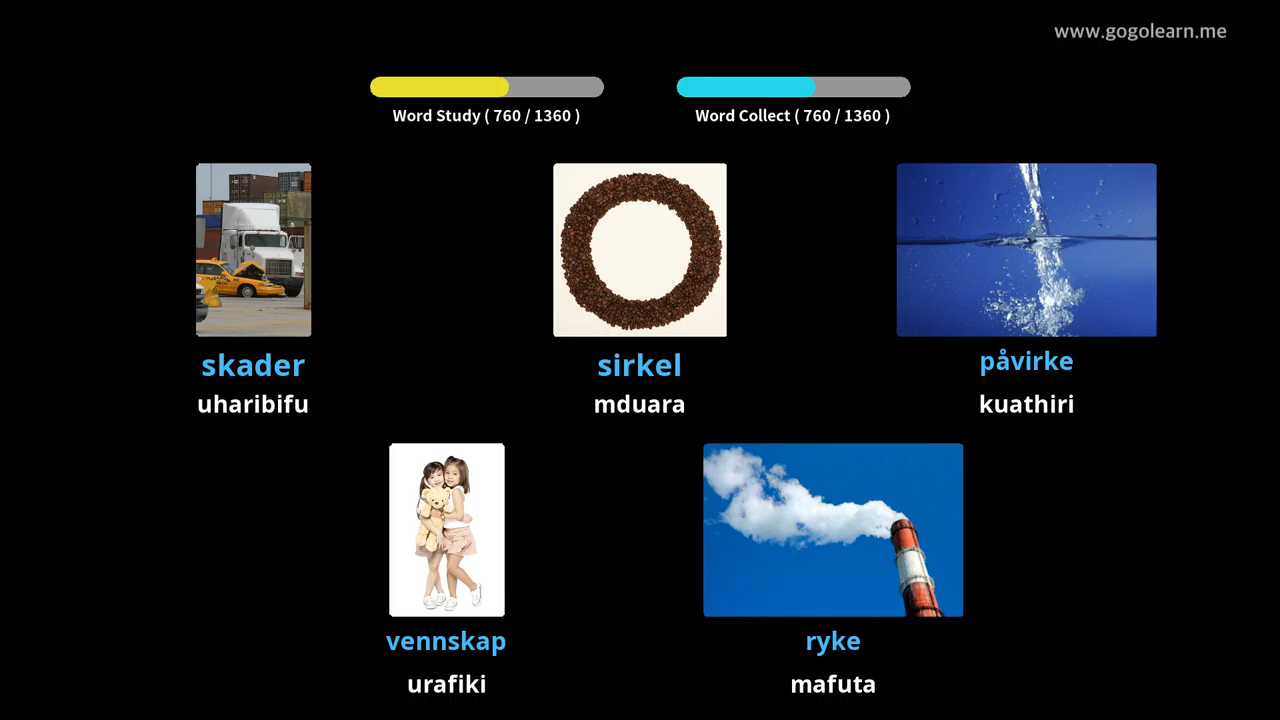 www.gogolearn.me
Word Study ( 760 / 1360 )
Word Collect ( 760 / 1360 )
skader
uharibifu
sirkel
mduara
påvirke
kuathiri
vennskap
urafiki
ryke
mafuta